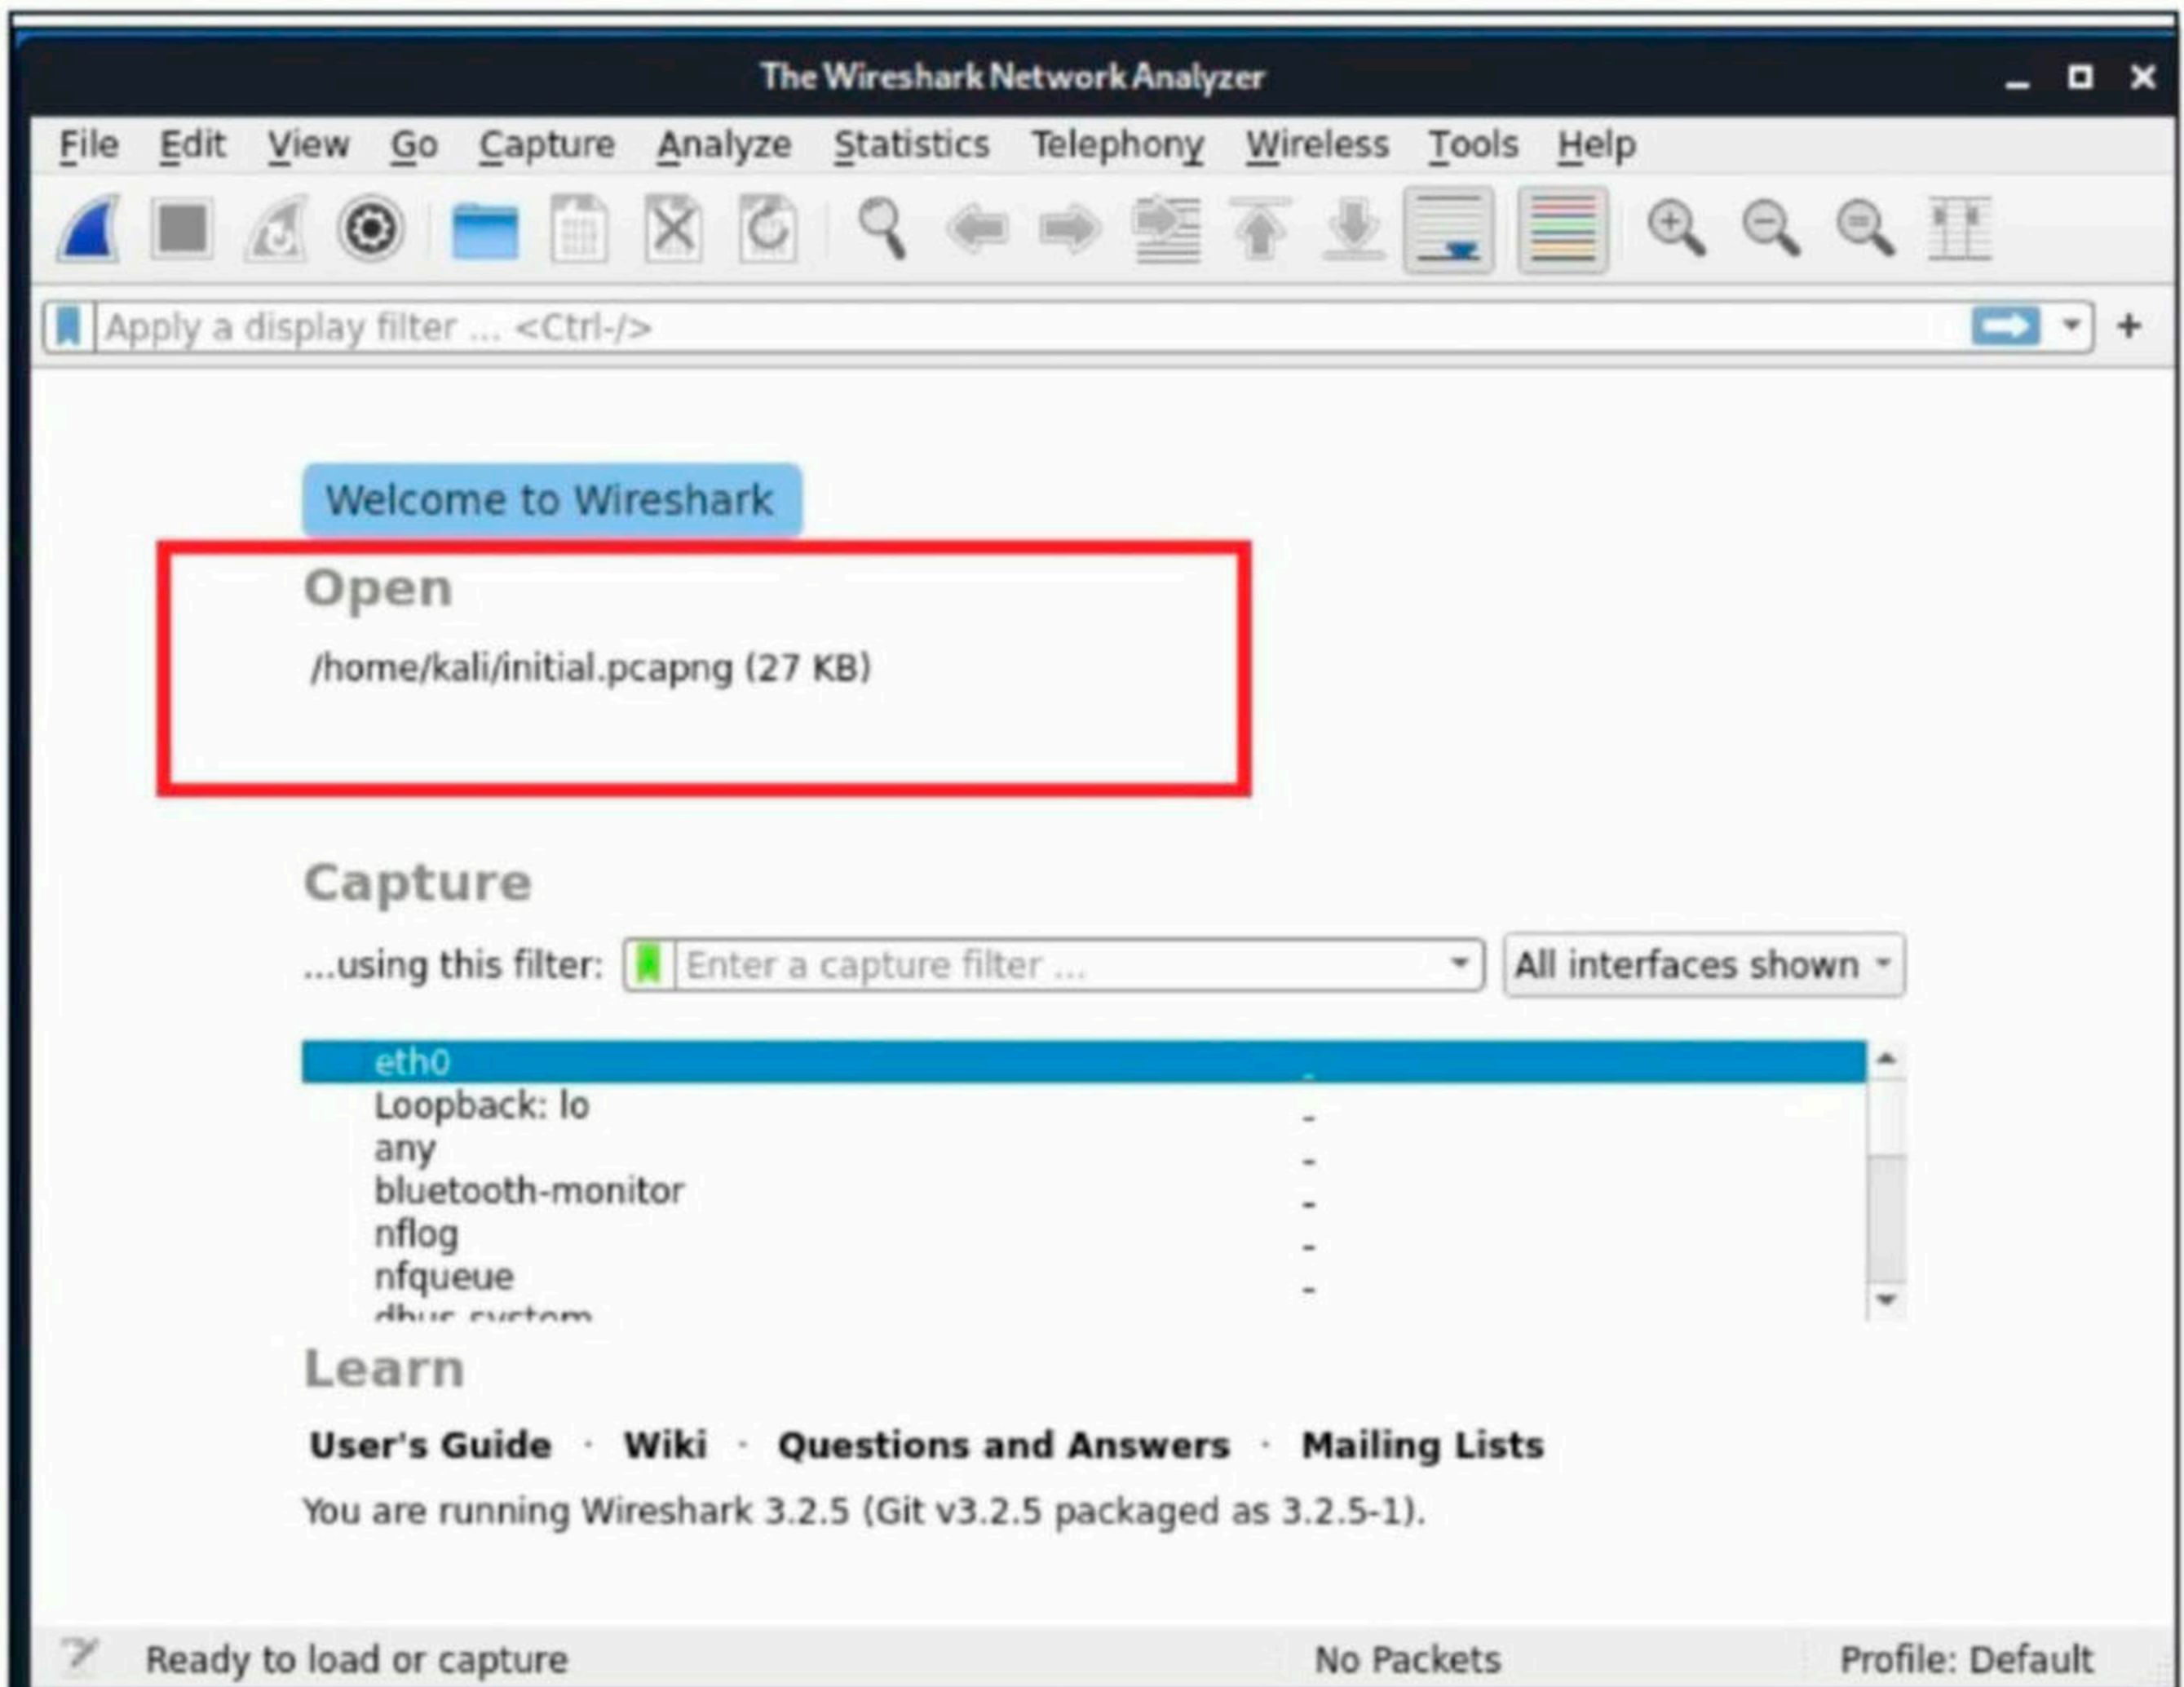 The Wireshark Network Analyzer
File Edit View Go Capture Analyze Statistics Telephony Wireless Tools Help
Apply a display filter ... <Ctrl-/>
Welcome to Wireshark
Open
/home/kali/initial.pcapng (27 KB)
Capture
...using this filter: Enter a capture filter ... All interfaces shown
eth0
Loopback: lo
any
bluetooth-monitor
nflog
nfqueue
dbus-system
Learn
User's Guide · Wiki · Questions and Answers · Mailing Lists
You are running Wireshark 3.2.5 (Git v3.2.5 packaged as 3.2.5-1).
Ready to load or capture No Packets Profile: Default